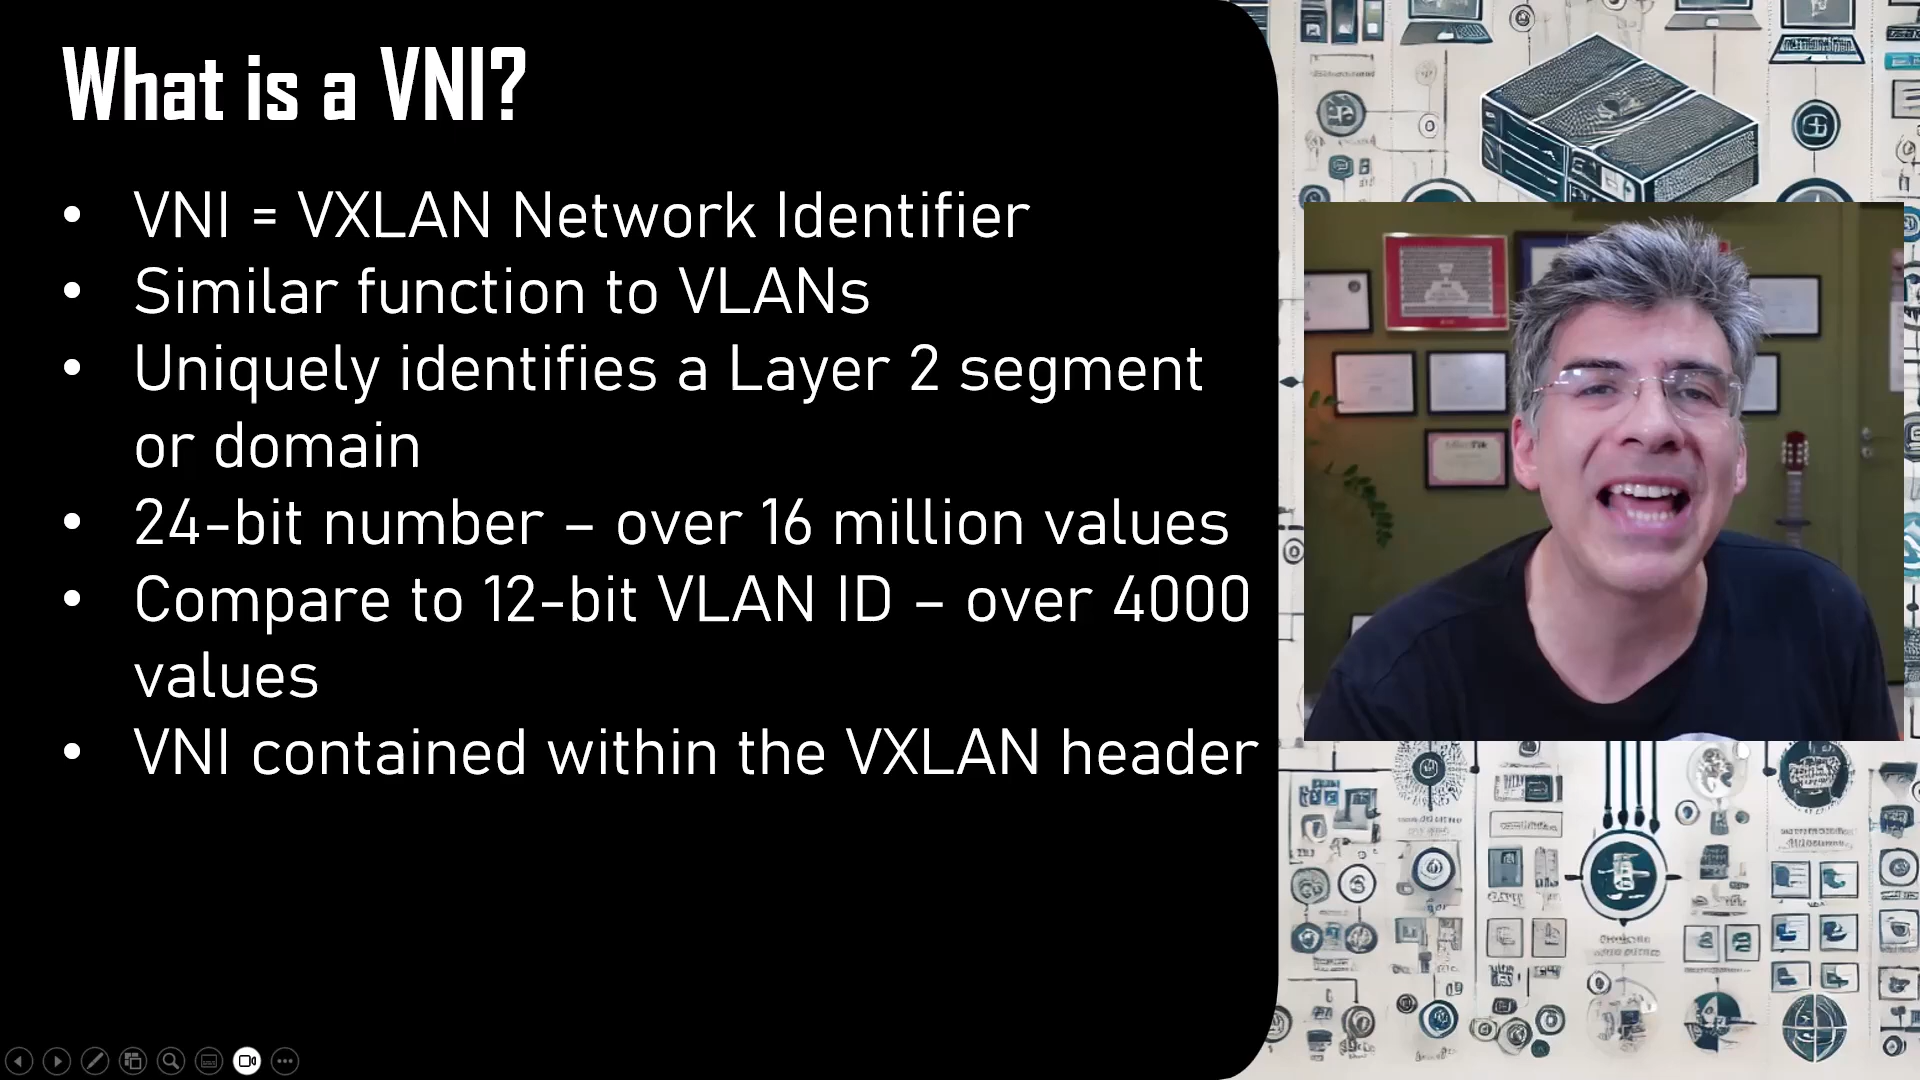 What is a VNI?
• VNI = VXLAN Network Identifier
• Similar function to VLANs
• Uniquely identifies a Layer 2 segment
or domain
• 24-bit number – over 16 million values
• Compare to 12-bit VLAN ID – over 4000
values
• VNI contained within the VXLAN header